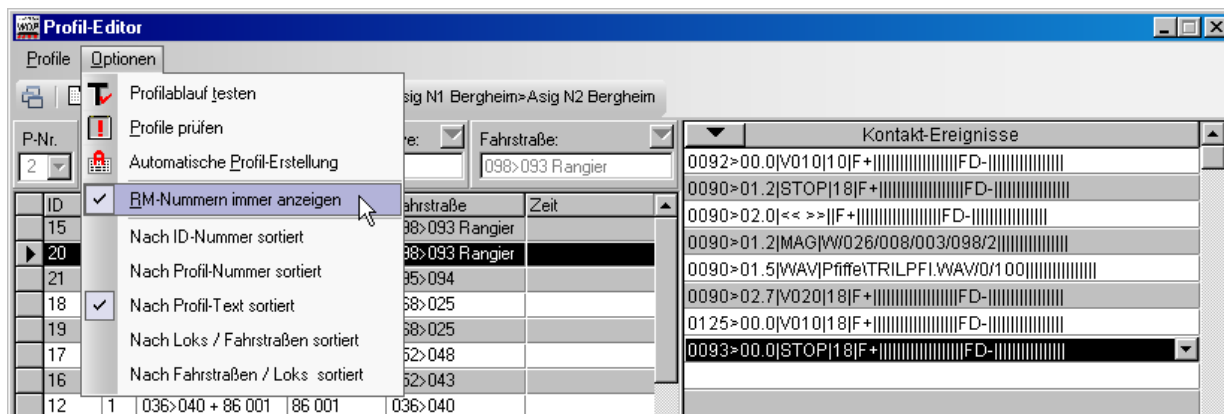 WDP Profil-Editor
Profile Optionen
Profilablauf testen
Profile prüfen
Automatische Profil-Erstellung
RM-Nummern immer anzeigen
Nach ID-Nummer sortiert
Nach Profil-Nummer sortiert
Nach Profil-Text sortiert
Nach Loks / Fahrstraßen sortiert
Nach Fahrstraßen / Loks sortiert
sig N1 Bergheim>Asig N2 Bergheim
P-Nr. Fahrstraße:
2 098>093 Rangier
ID ahrstraße Zeit
15 98>093 Rangier
20 98>093 Rangier
21 95>094
18 68>025
19 68>025
17 52>048
16 52>043
12 1 036>040 + 86 001 86 001 036>040
Kontakt-Ereignisse
0092>00.0|V010|10|F+||||||||||||||||||FD-||||||||||||||||
0090>01.2|STOP|18|F+||||||||||||||||||FD-||||||||||||||||
0090>02.0|<< >>||F+||||||||||||||||||FD-||||||||||||||||
0090>01.2|MAG|W/026/008/003/098/2||||||||||||||||
0090>01.5|WAV|Pfiffe\TRILPFI.WAV/0/100||||||||||||||||
0090>02.7|V020|18|F+||||||||||||||||||FD-||||||||||||||||
0125>00.0|V010|18|F+||||||||||||||||||FD-||||||||||||||||
0093>00.0|STOP|18|F+||||||||||||||||||FD-||||||||||||||||